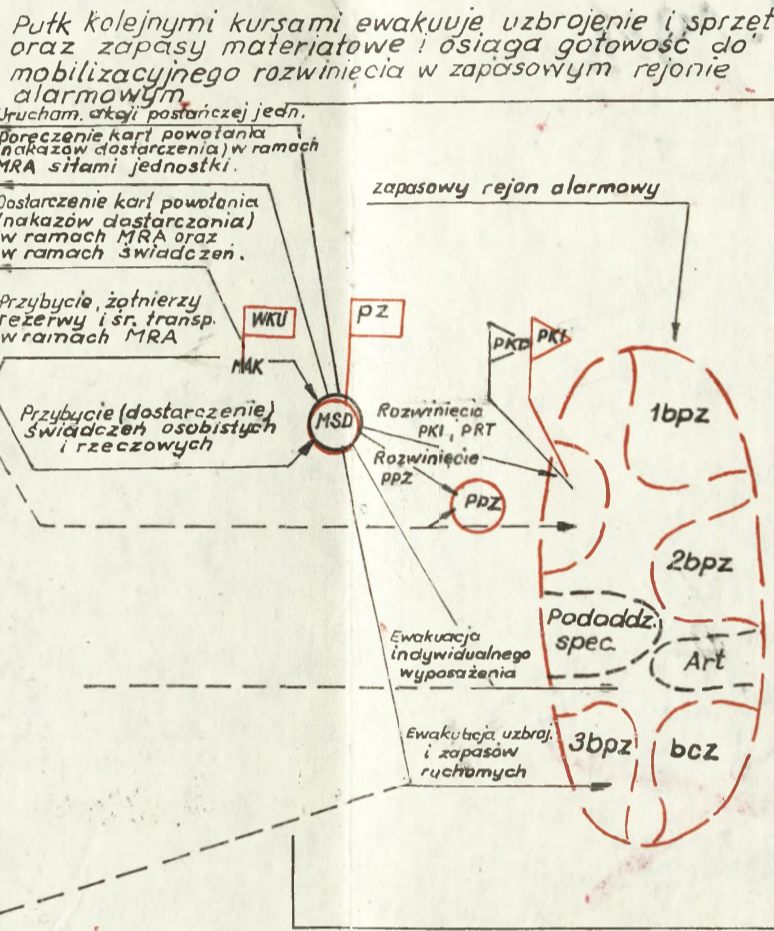 Pułk kolejnymi kursami ewakuuje uzbrojenie i sprzęt
oraz zapasy materiałowe i osiąga gotowość do
mobilizacyjnego rozwinięcia w zapasowym rejonie
alarmowym
Urucham. akcji posłańczej jedn.
Doręczenie kart powołania
(nakazów dostarczenia) w ramach
MRA siłami jednostki.
Dostarczenie kart powołania
(nakazów dostarczania)
w ramach MRA oraz
w ramach świadczeń.
Przybycie, żołnierzy
rezerwy i śr. transp.
w ramach MRA
Przybycie (dostarczenie)
świadczeń osobistych
i rzeczowych
zapasowy rejon alarmowy
WKU
MAK
pz
MSD
PKD
PKI
Rozwinięcia
PKI, PRT
Rozwinięcie
PPŻ
PPŻ
1bpz
2bpz
Pododdz.
spec.
Art
3bpz
bcz
Ewakuacja
indywidualnego
wyposażenia
Ewakuacja uzbroj.
i zapasów
ruchomych